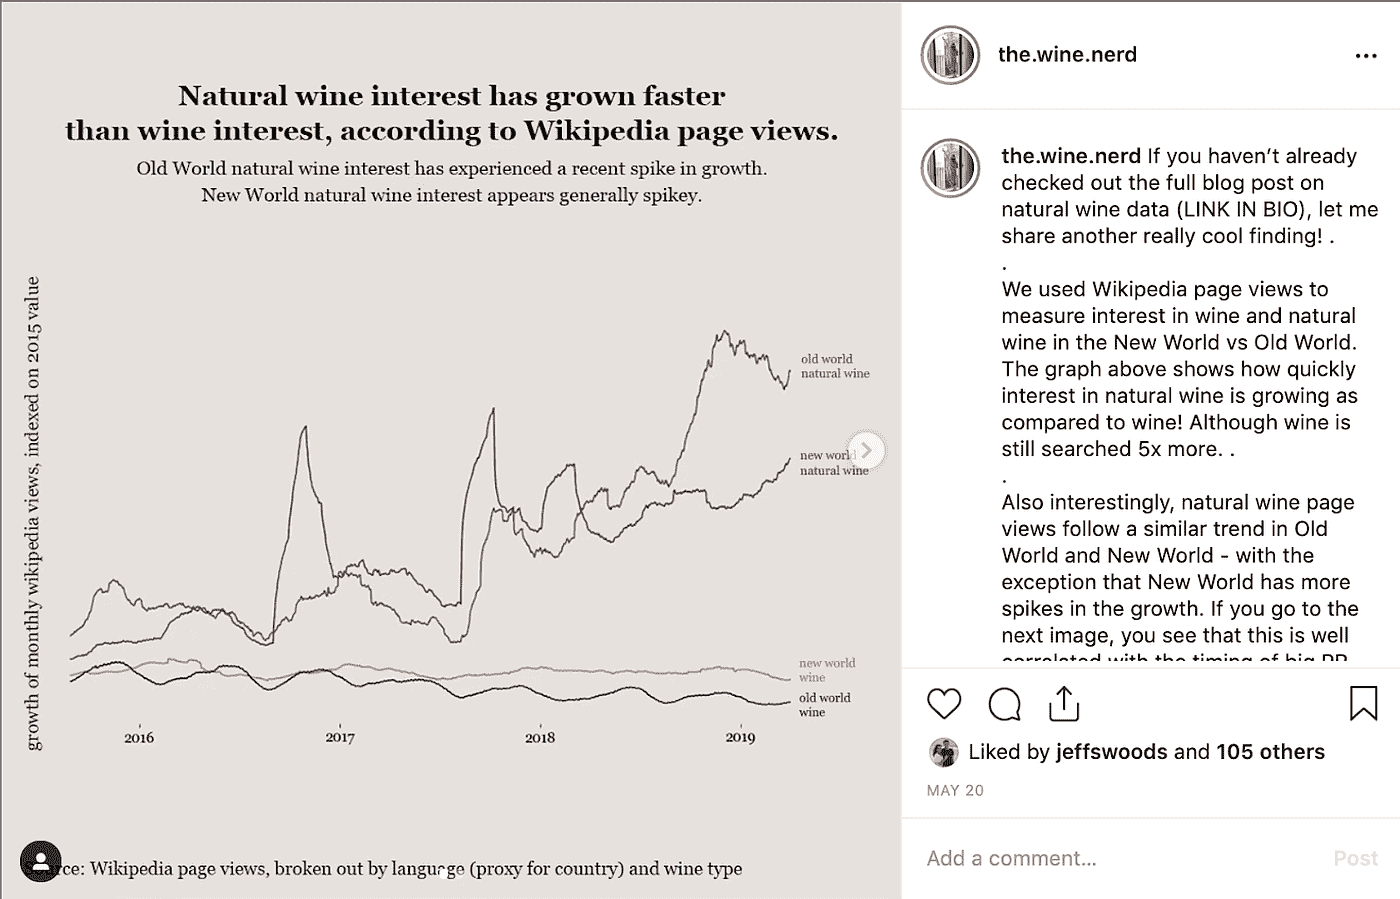 Natural wine interest has grown faster
than wine interest, according to Wikipedia page views.
Old World natural wine interest has experienced a recent spike in growth.
New World natural wine interest appears generally spikey.
growth of monthly wikipedia views, indexed on 2015 value
old world
natural wine
new world
natural wine
new world
wine
old world
wine
2016
2017
2018
2019
Source: Wikipedia page views, broken out by language (proxy for country) and wine type
the.wine.nerd
the.wine.nerd If you haven’t already
checked out the full blog post on
natural wine data (LINK IN BIO), let me
share another really cool finding! .
.
We used Wikipedia page views to
measure interest in wine and natural
wine in the New World vs Old World.
The graph above shows how quickly
interest in natural wine is growing as
compared to wine! Although wine is
still searched 5x more. .
.
Also interestingly, natural wine page
views follow a similar trend in Old
World and New World - with the
exception that New World has more
spikes in the growth. If you go to the
next image, you see that this is well
correlated with the timing of big PR
Liked by jeffswoods and 105 others
MAY 20
Add a comment...
Post